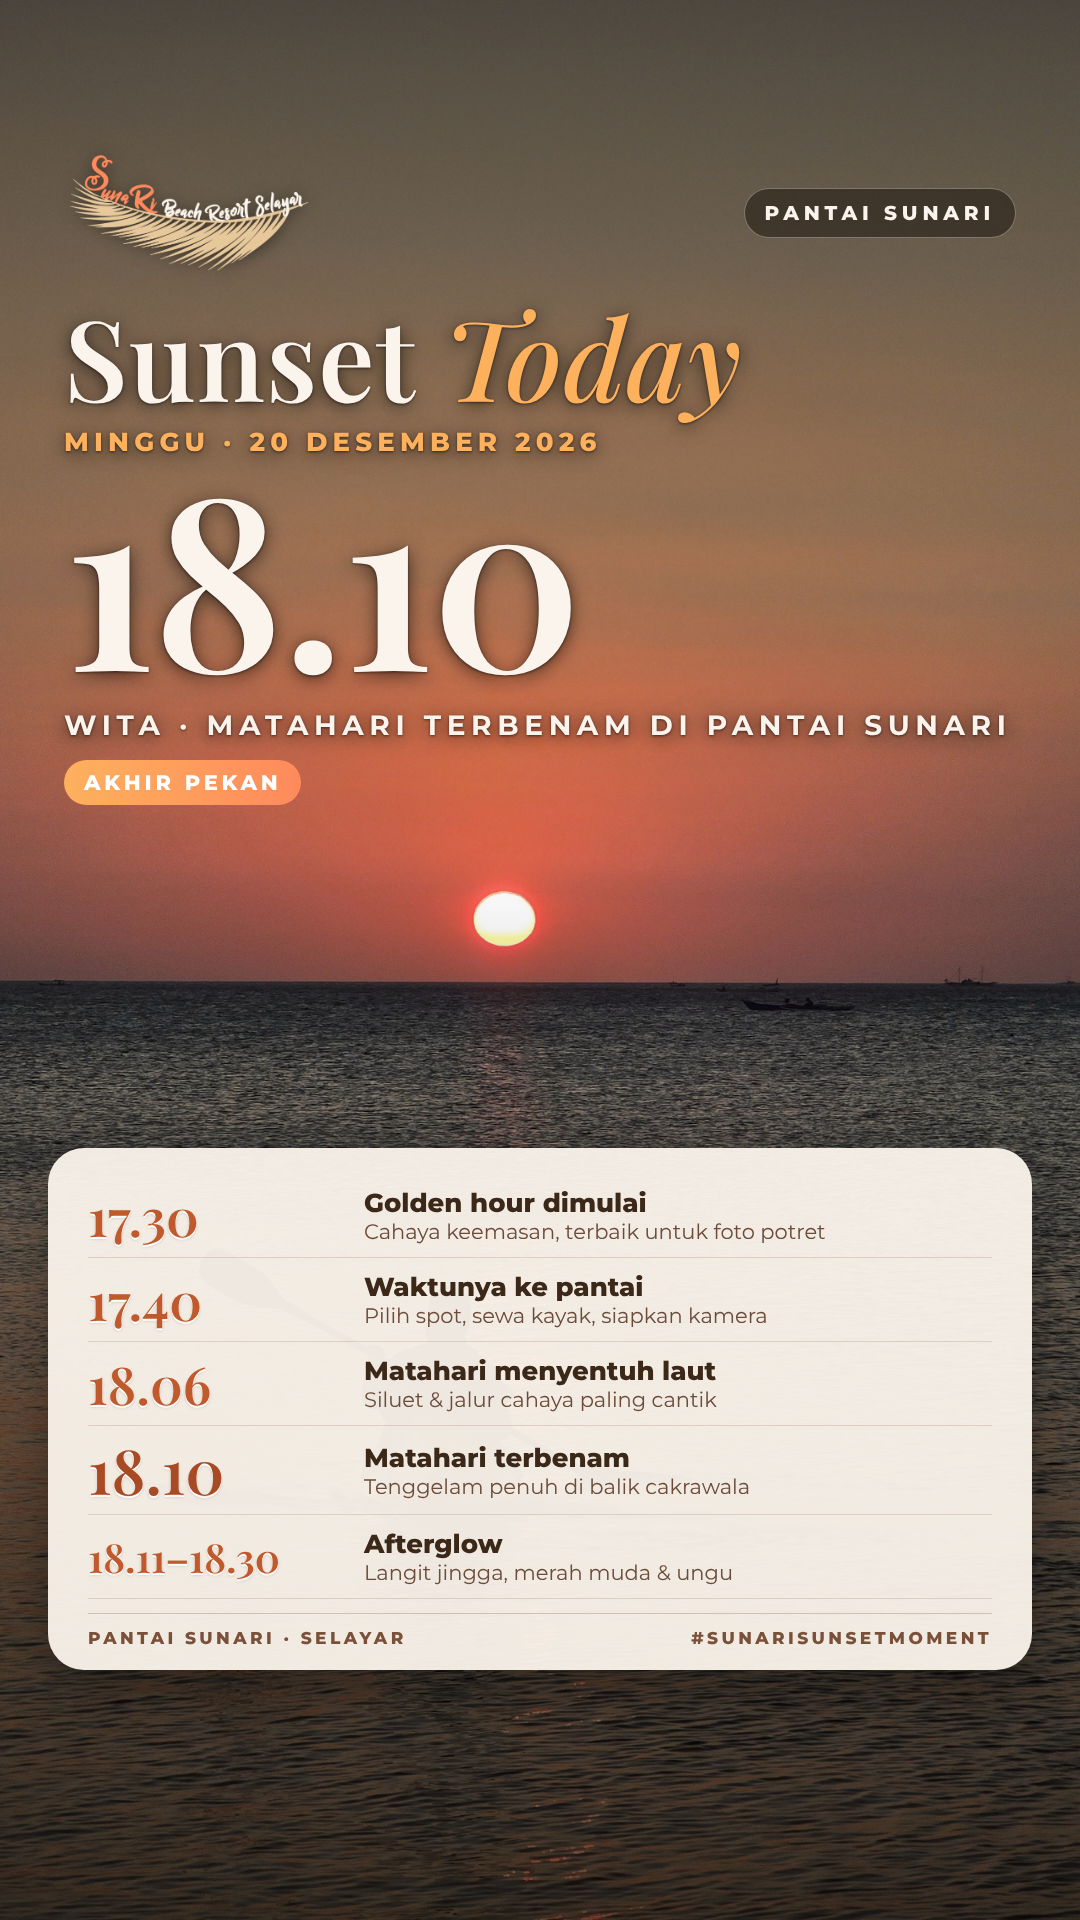 SunaRi Beach Resort Selayar
PANTAI SUNARI
Sunset Today
MINGGU · 20 DESEMBER 2026
18.10
WITA · MATAHARI TERBENAM DI PANTAI SUNARI
AKHIR PEKAN
17.30
Golden hour dimulai
Cahaya keemasan, terbaik untuk foto potret
17.40
Waktunya ke pantai
Pilih spot, sewa kayak, siapkan kamera
18.06
Matahari menyentuh laut
Siluet & jalur cahaya paling cantik
18.10
Matahari terbenam
Tenggelam penuh di balik cakrawala
18.11–18.30
Afterglow
Langit jingga, merah muda & ungu
PANTAI SUNARI · SELAYAR
#SUNARISUNSETMOMENT